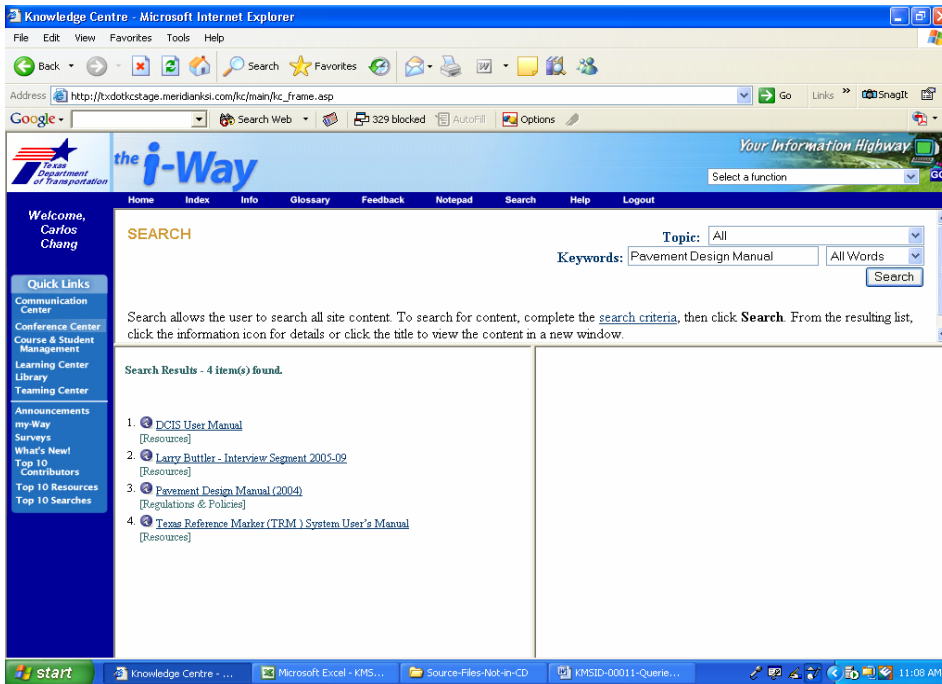 Knowledge Centre - Microsoft Internet Explorer
File Edit View Favorites Tools Help
Back Search Favorites
Address http://txdotkcstage.meridianksi.com/kc/main/kc_frame.asp Go Links » SnagIt
Google Search Web 329 blocked AutoFill Options
Texas
Department
of Transportation
the i-Way
Your Information Highway
Select a function GO
Home Index Info Glossary Feedback Notepad Search Help Logout
Welcome,
Carlos
Chang
Quick Links
Communication
Center
Conference Center
Course & Student
Management
Learning Center
Library
Teaming Center
Announcements
my-Way
Surveys
What's New!
Top 10
Contributors
Top 10 Resources
Top 10 Searches
SEARCH
Topic: All
Keywords: Pavement Design Manual All Words
Search
Search allows the user to search all site content. To search for content, complete the search criteria, then click Search. From the resulting list,
click the information icon for details or click the title to view the content in a new window.
Search Results - 4 item(s) found.
1. DCIS User Manual
[Resources]
2. Larry Buttler - Interview Segment 2005-09
[Resources]
3. Pavement Design Manual (2004)
[Regulations & Policies]
4. Texas Reference Marker (TRM ) System User's Manual
[Resources]
start Knowledge Centre - ... Microsoft Excel - KMS... Source-Files-Not-in-CD KMSID-00011-Querie... 11:08 AM